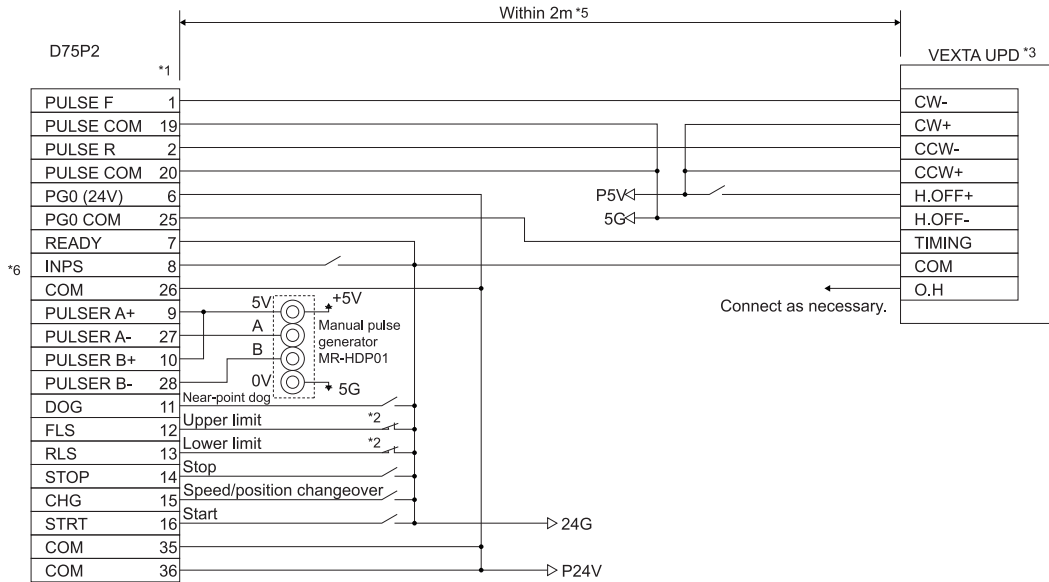 Within 2m *5
D75P2
*1
VEXTA UPD *3
PULSE F 1
PULSE COM 19
PULSE R 2
PULSE COM 20
PG0 (24V) 6
PG0 COM 25
READY 7
*6 INPS 8
COM 26
PULSER A+ 9
PULSER A- 27
PULSER B+ 10
PULSER B- 28
DOG 11
FLS 12
RLS 13
STOP 14
CHG 15
STRT 16
COM 35
COM 36
5V
A
B
0V
+5V
Manual pulse
generator
MR-HDP01
5G
Near-point dog
Upper limit *2
Lower limit *2
Stop
Speed/position changeover
Start
24G
P24V
P5V
5G
CW-
CW+
CCW-
CCW+
H.OFF+
H.OFF-
TIMING
COM
O.H
Connect as necessary.